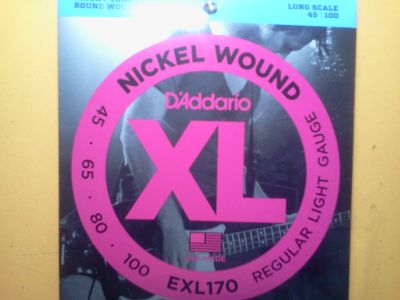 ROUND WOU
LONG SCALE
45 | 100
NICKEL WOUND
D'Addario
XL
45 · 65 · 80 · 100
EXL170
REGULAR LIGHT GAUGE